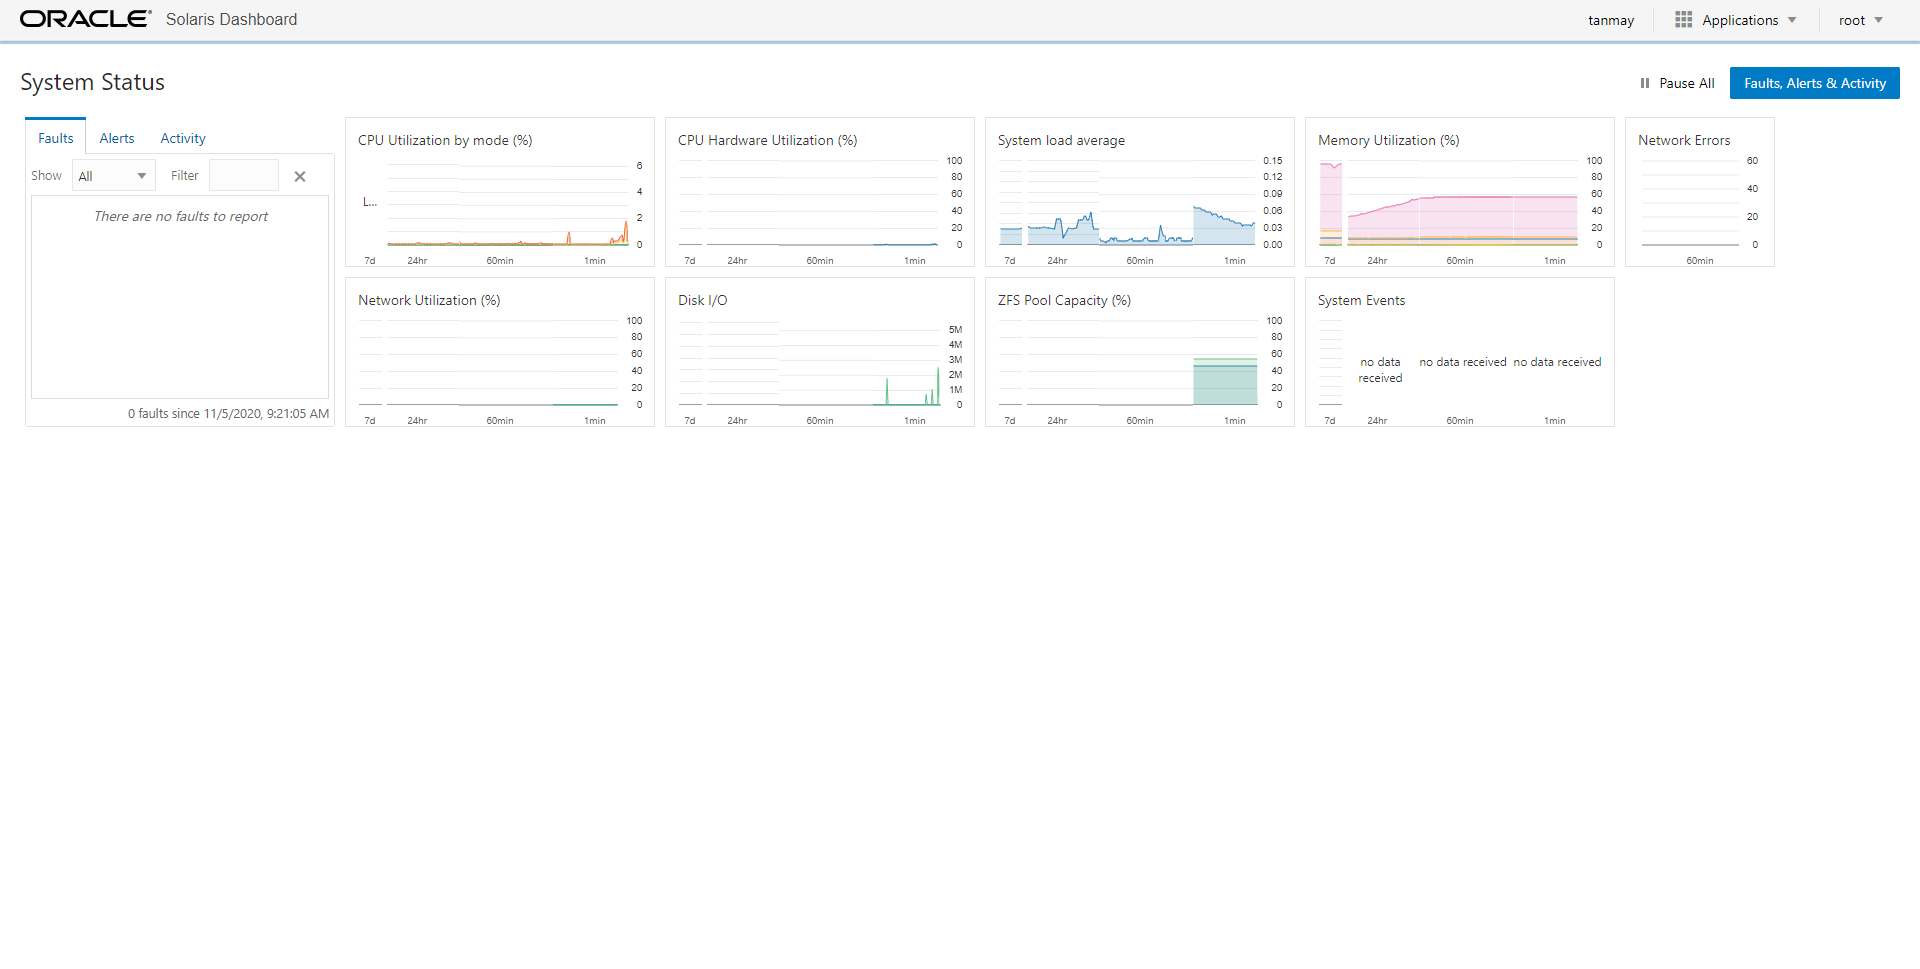 ORACLE® Solaris Dashboard
tanmay
Applications
root
System Status
Pause All
Faults, Alerts & Activity
Faults Alerts Activity
Show All Filter
There are no faults to report
0 faults since 11/5/2020, 9:21:05 AM
CPU Utilization by mode (%)
L...
6
4
2
0
7d 24hr 60min 1min
CPU Hardware Utilization (%)
100
80
60
40
20
0
7d 24hr 60min 1min
System load average
0.15
0.12
0.09
0.06
0.03
0.00
7d 24hr 60min 1min
Memory Utilization (%)
100
80
60
40
20
0
7d 24hr 60min 1min
Network Errors
60
40
20
0
60min
Network Utilization (%)
100
80
60
40
20
0
7d 24hr 60min 1min
Disk I/O
5M
4M
3M
2M
1M
0
7d 24hr 60min 1min
ZFS Pool Capacity (%)
100
80
60
40
20
0
7d 24hr 60min 1min
System Events
no data
received
no data received
no data received
7d 24hr 60min 1min